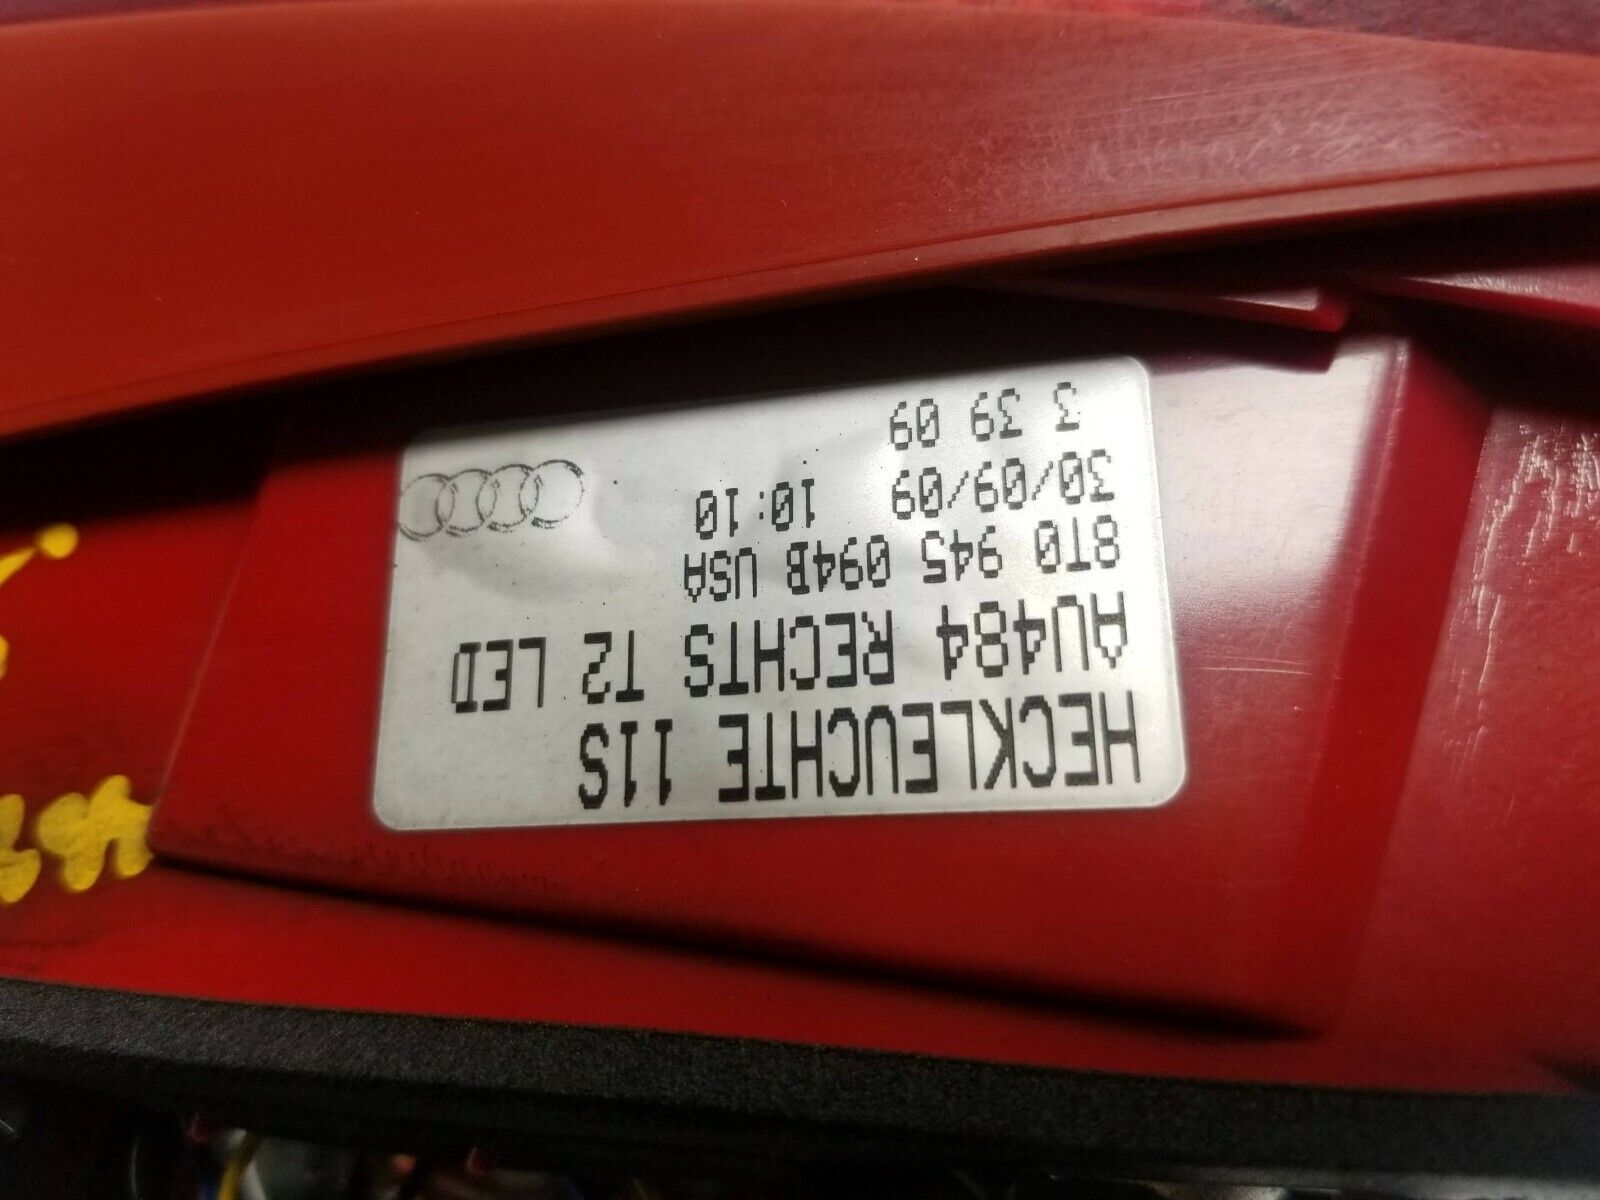 HECKLEUCHTE 11S
AU484 RECHTS T2 LED
8T0 945 094B USA
30/09/09 10:10
3 39 09